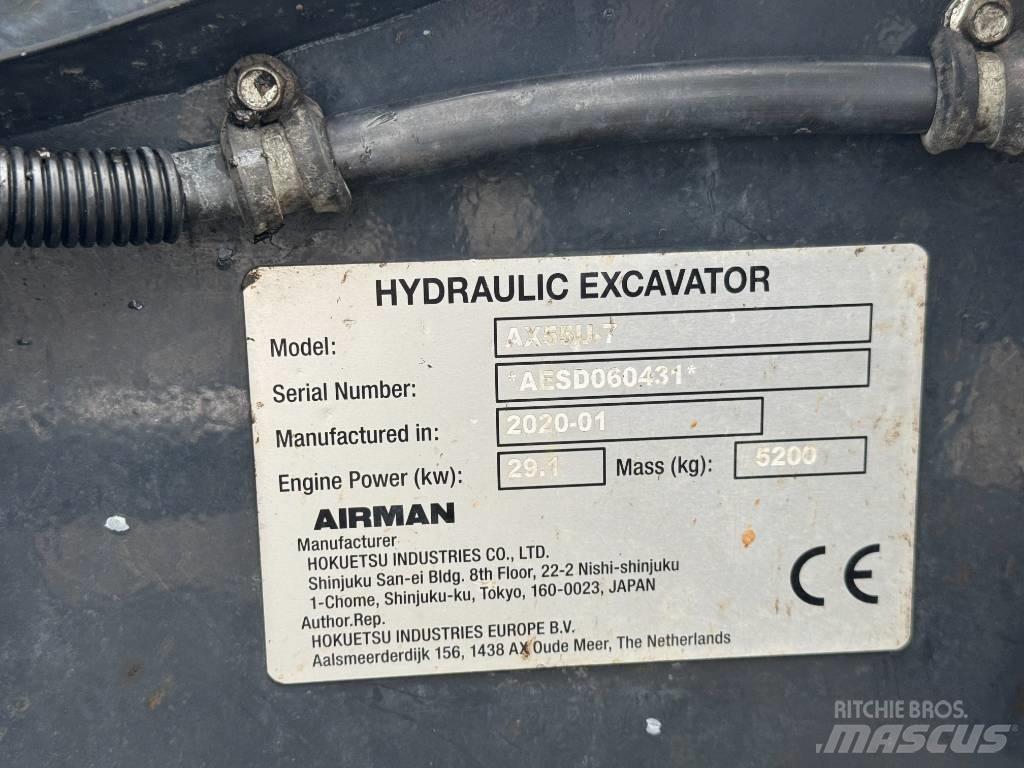 HYDRAULIC EXCAVATOR
Model: AX55U-7
Serial Number: *AESD060431*
Manufactured in: 2020-01
Engine Power (kw): 29.1 Mass (kg): 5200
AIRMAN
Manufacturer
HOKUETSU INDUSTRIES CO., LTD.
Shinjuku San-ei Bldg. 8th Floor, 22-2 Nishi-shinjuku
1-Chome, Shinjuku-ku, Tokyo, 160-0023, JAPAN
Author.Rep.
HOKUETSU INDUSTRIES EUROPE B.V.
Aalsmeerderdijk 156, 1438 AX Oude Meer, The Netherlands
CE
RITCHIE BROS.
MASCUS